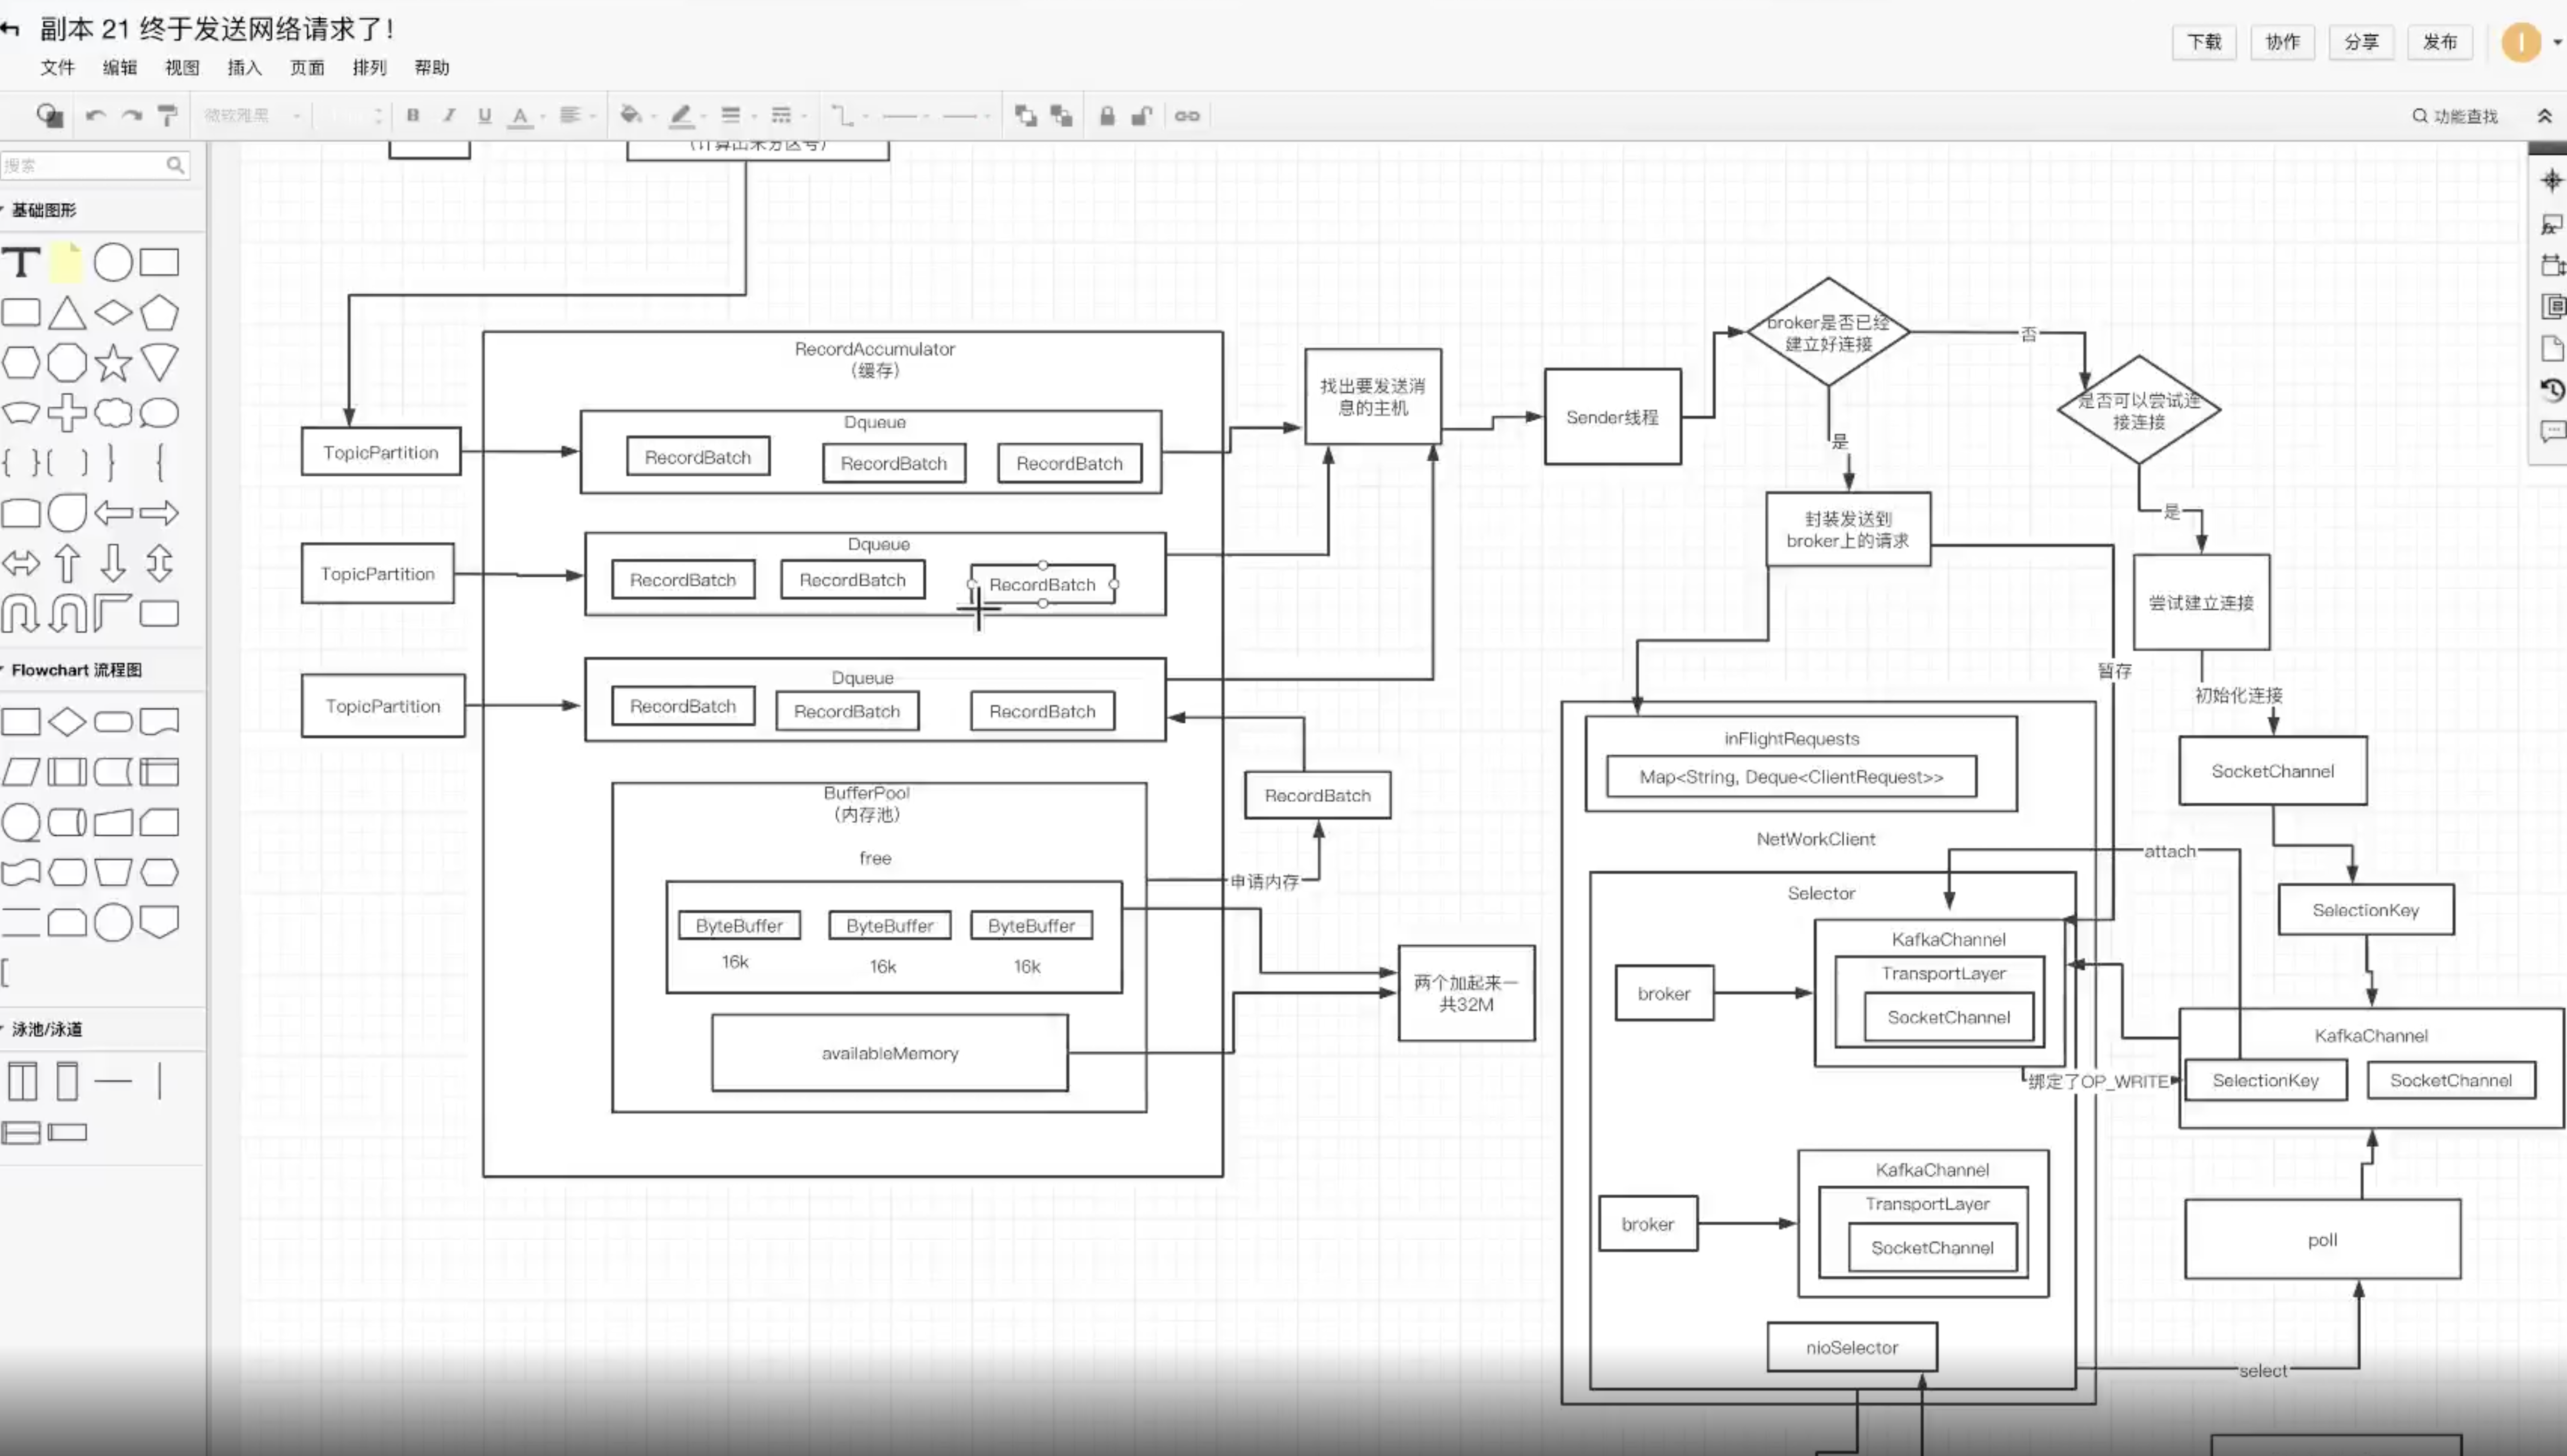 副本 21 终于发送网络请求了!
文件 编辑 视图 插入 页面 排列 帮助
下载 协作 分享 发布
微软雅黑
B I U A
功能查找
搜索
基础图形
T
Flowchart 流程图
泳池/泳道
(计算出来分区号)
TopicPartition
TopicPartition
TopicPartition
RecordAccumulator
(缓存)
Dqueue
RecordBatch
RecordBatch
RecordBatch
Dqueue
RecordBatch
RecordBatch
RecordBatch
Dqueue
RecordBatch
RecordBatch
RecordBatch
BufferPool
(内存池)
free
ByteBuffer
ByteBuffer
ByteBuffer
16k
16k
16k
availableMemory
申请内存
RecordBatch
两个加起来一
共32M
找出要发送消
息的主机
Sender线程
broker是否已经
建立好连接
否
是
是否可以尝试连
接连接
是
封装发送到
broker上的请求
尝试建立连接
暂存
初始化连接
inFlightRequests
Map<String, Deque<ClientRequest>>
NetWorkClient
Selector
attach
broker
KafkaChannel
TransportLayer
SocketChannel
broker
KafkaChannel
TransportLayer
SocketChannel
nioSelector
SocketChannel
SelectionKey
KafkaChannel
SelectionKey
SocketChannel
绑定了OP_WRITE
poll
select